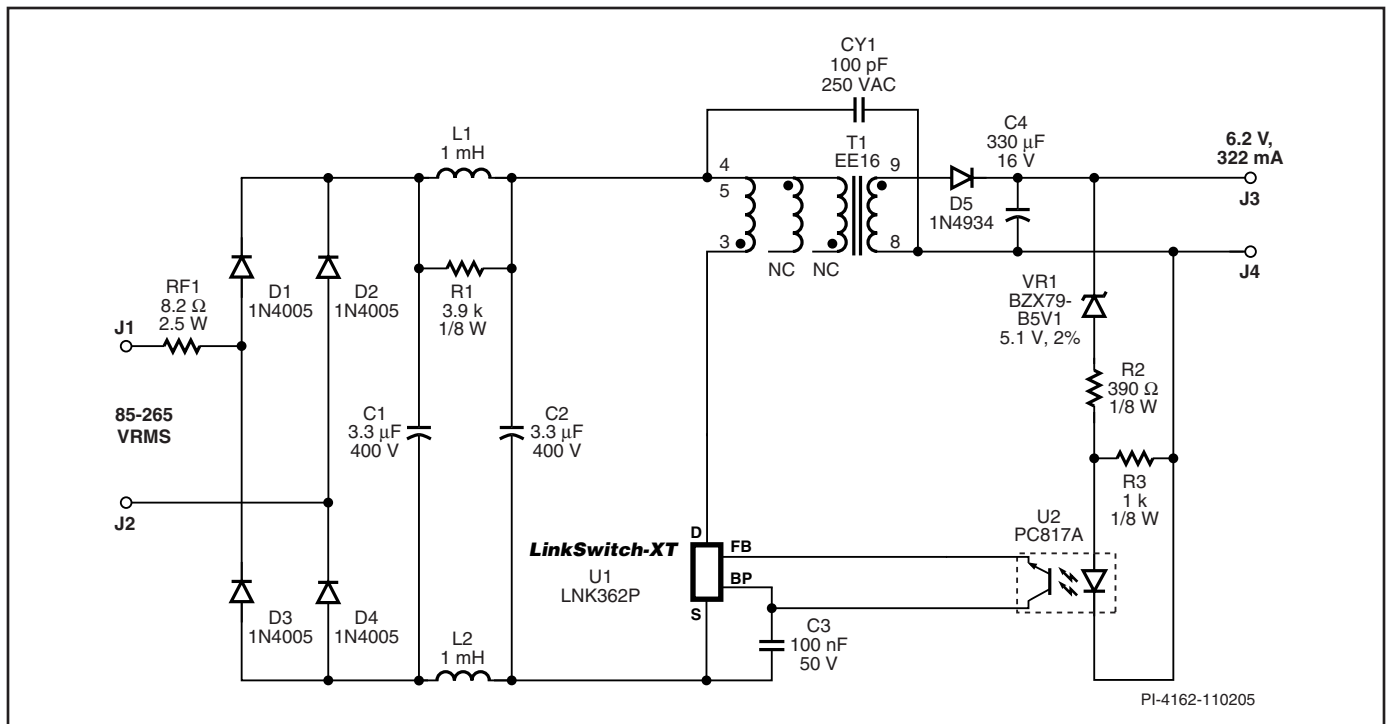 CY1
100 pF
250 VAC
L1
1 mH
T1
EE16
C4
330 µF
16 V
6.2 V,
322 mA
4
5
3
9
8
D5
1N4934
J3
J4
NC
NC
RF1
8.2 Ω
2.5 W
D1
1N4005
D2
1N4005
R1
3.9 k
1/8 W
VR1
BZX79-
B5V1
5.1 V, 2%
J1
85-265
VRMS
J2
C1
3.3 µF
400 V
C2
3.3 µF
400 V
R2
390 Ω
1/8 W
R3
1 k
1/8 W
LinkSwitch-XT
U1
LNK362P
D
FB
BP
S
U2
PC817A
D3
1N4005
D4
1N4005
L2
1 mH
C3
100 nF
50 V
PI-4162-110205